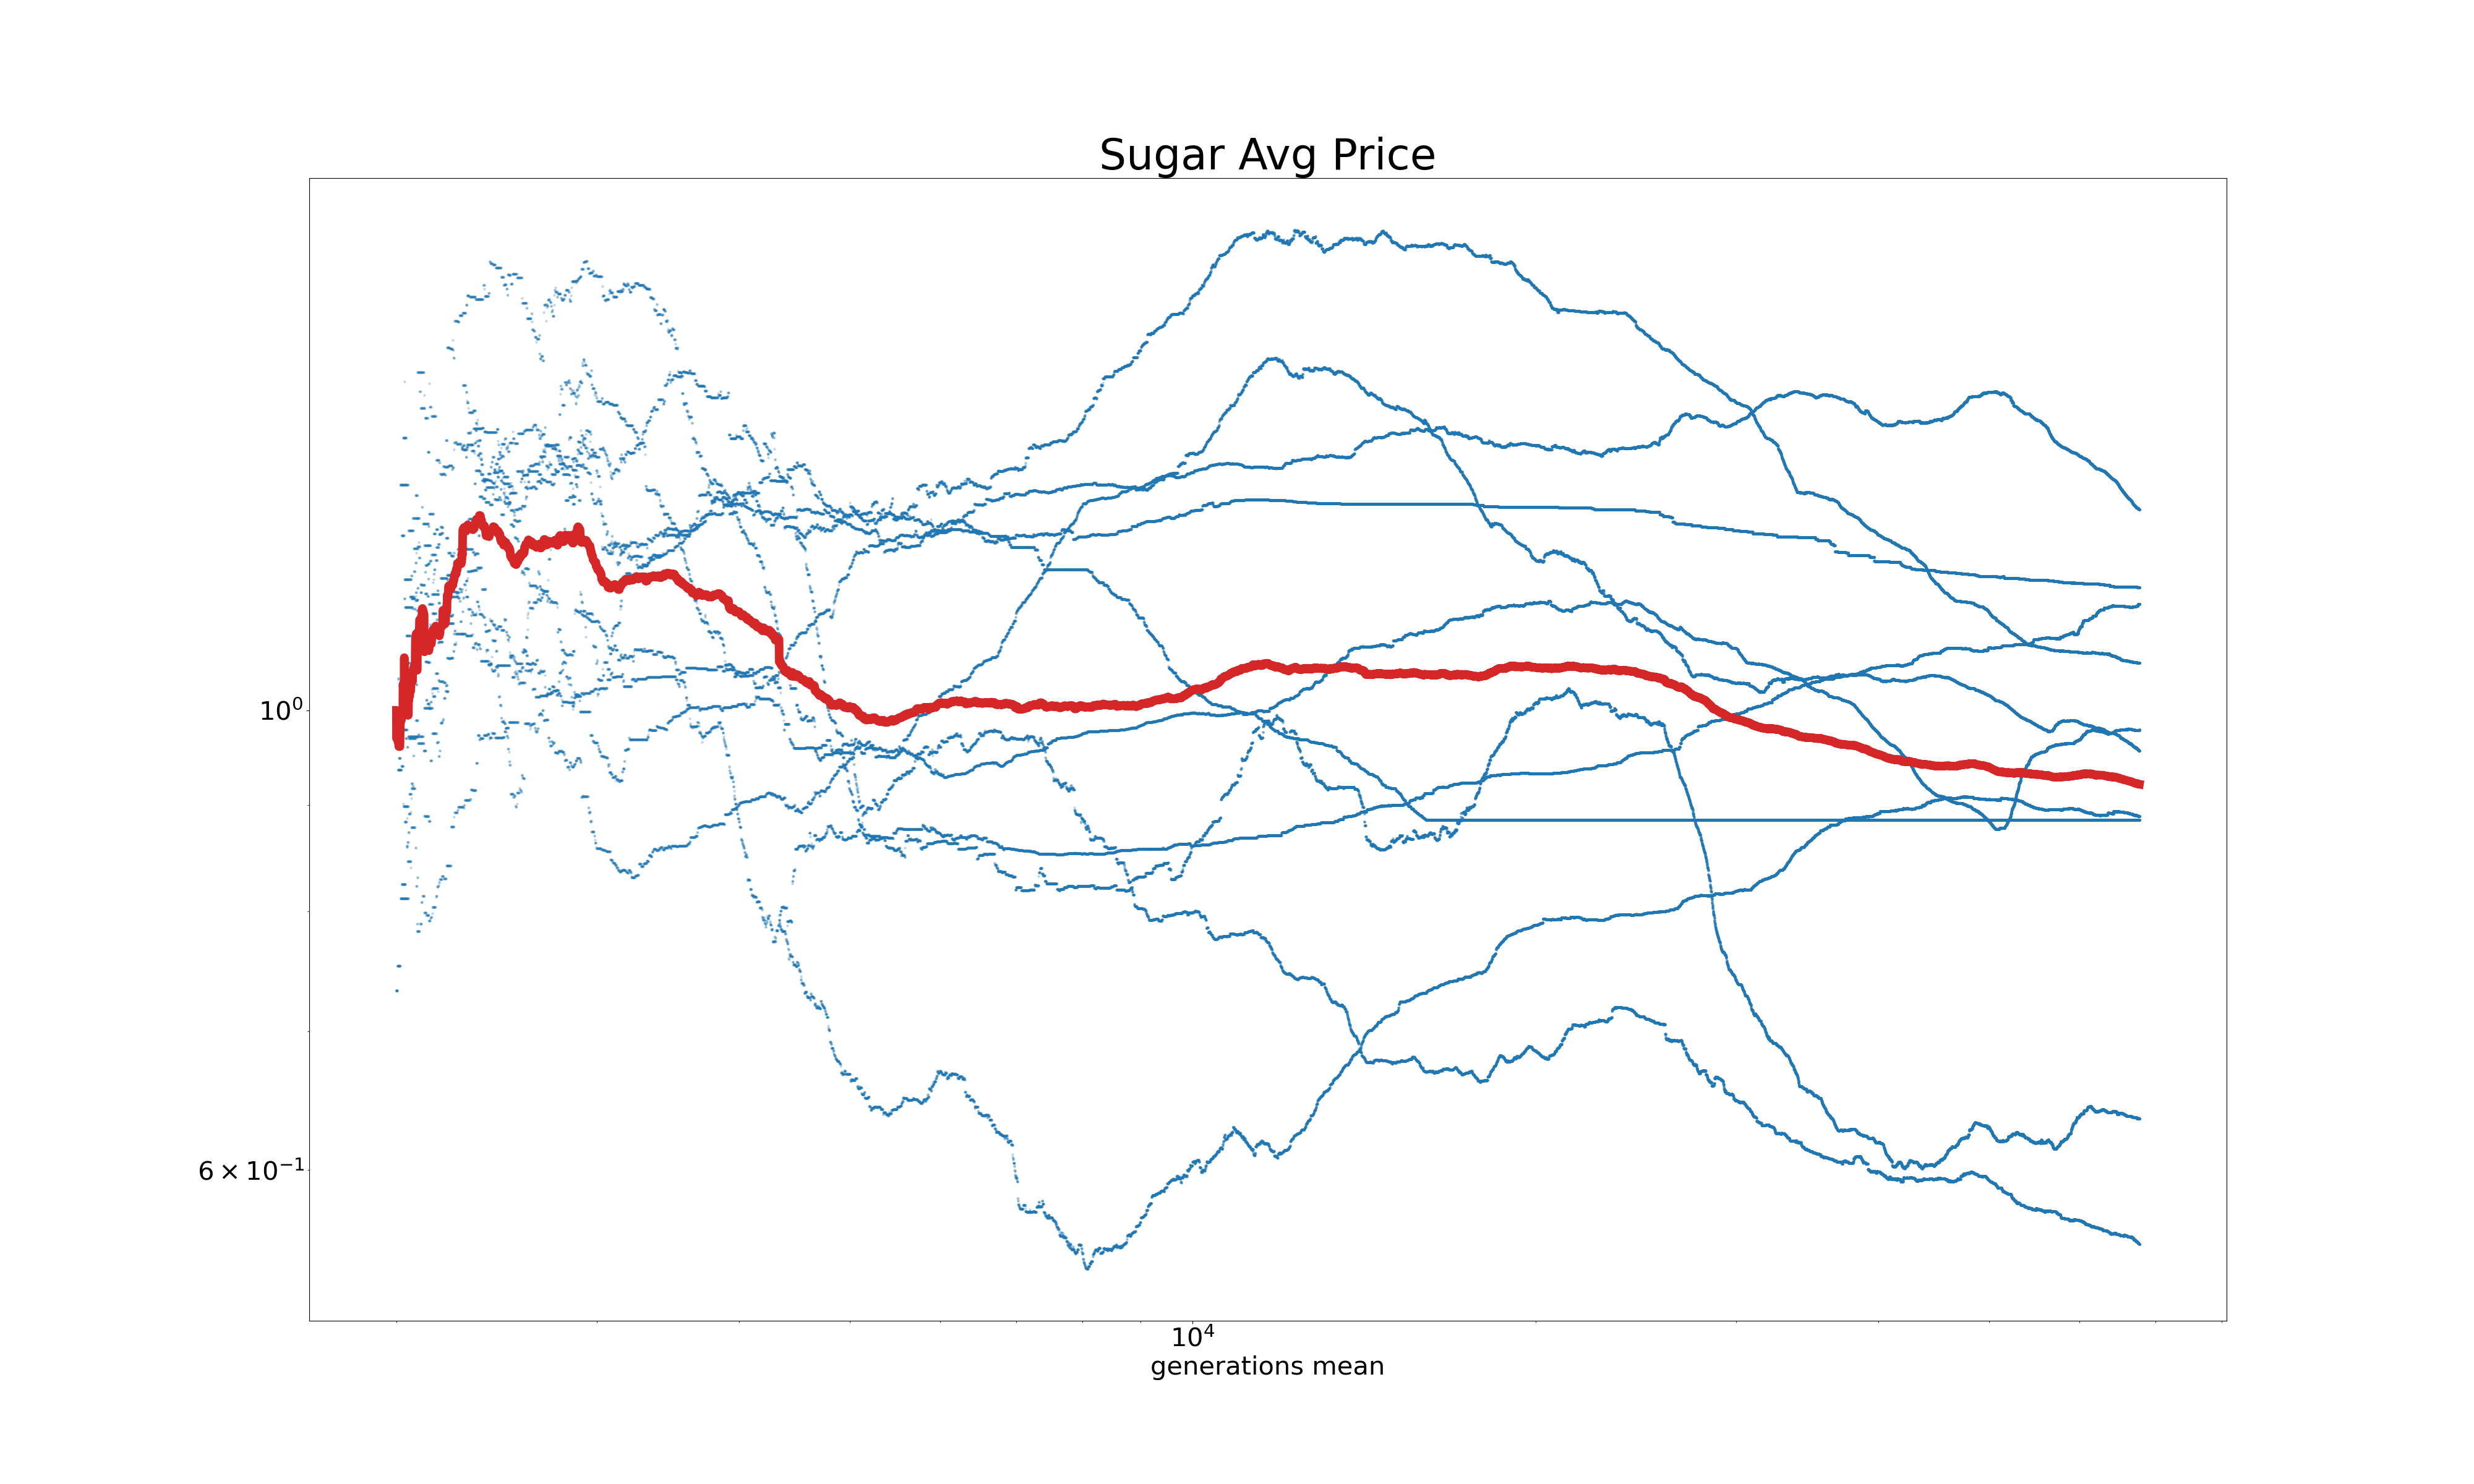 Sugar Avg Price
10⁰
6 × 10⁻¹
10⁴
generations mean